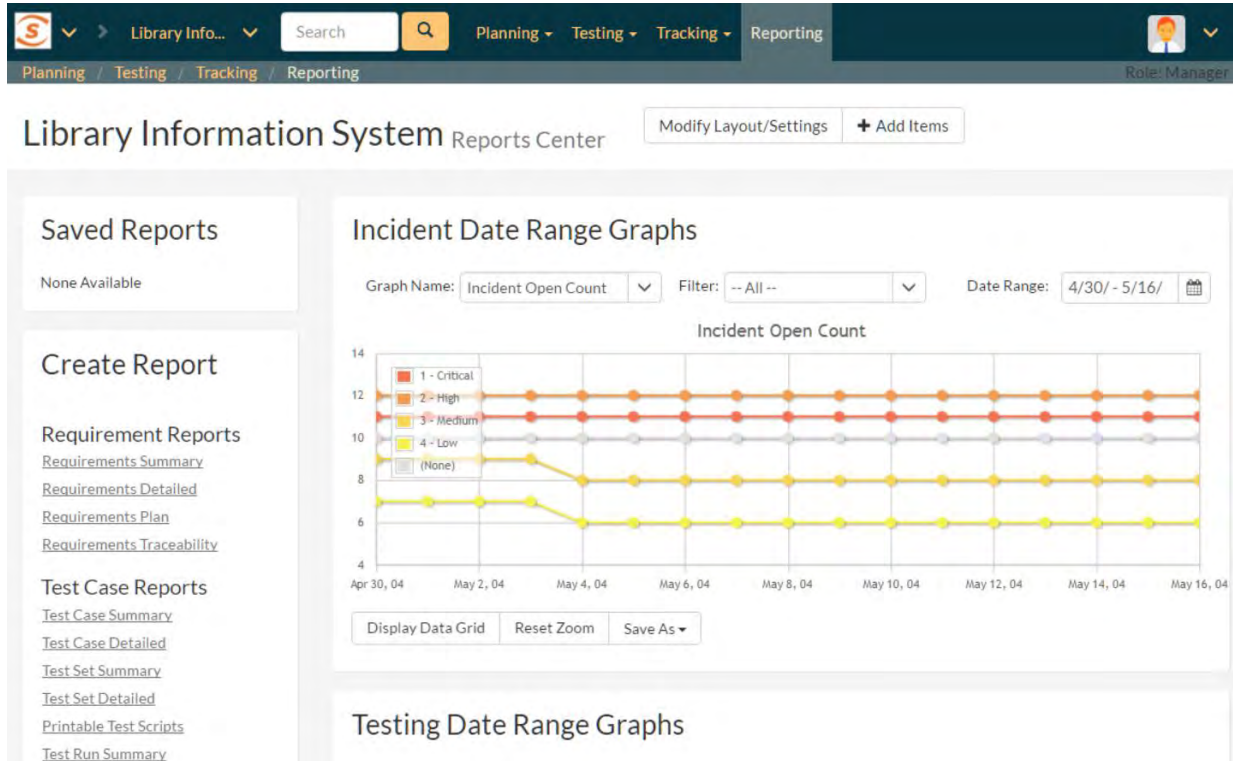 Library Info...
Search
Planning
Testing
Tracking
Reporting
Planning / Testing / Tracking / Reporting
Role: Manager
Library Information System Reports Center
Modify Layout/Settings
Add Items
Saved Reports
None Available
Create Report
Requirement Reports
Requirements Summary
Requirements Detailed
Requirements Plan
Requirements Traceability
Test Case Reports
Test Case Summary
Test Case Detailed
Test Set Summary
Test Set Detailed
Printable Test Scripts
Test Run Summary
Incident Date Range Graphs
Graph Name: Incident Open Count
Filter: -- All --
Date Range: 4/30/ - 5/16/
Incident Open Count
14
12
10
8
6
4
1 - Critical
2 - High
3 - Medium
4 - Low
(None)
Apr 30, 04
May 2, 04
May 4, 04
May 6, 04
May 8, 04
May 10, 04
May 12, 04
May 14, 04
May 16, 04
Display Data Grid
Reset Zoom
Save As
Testing Date Range Graphs